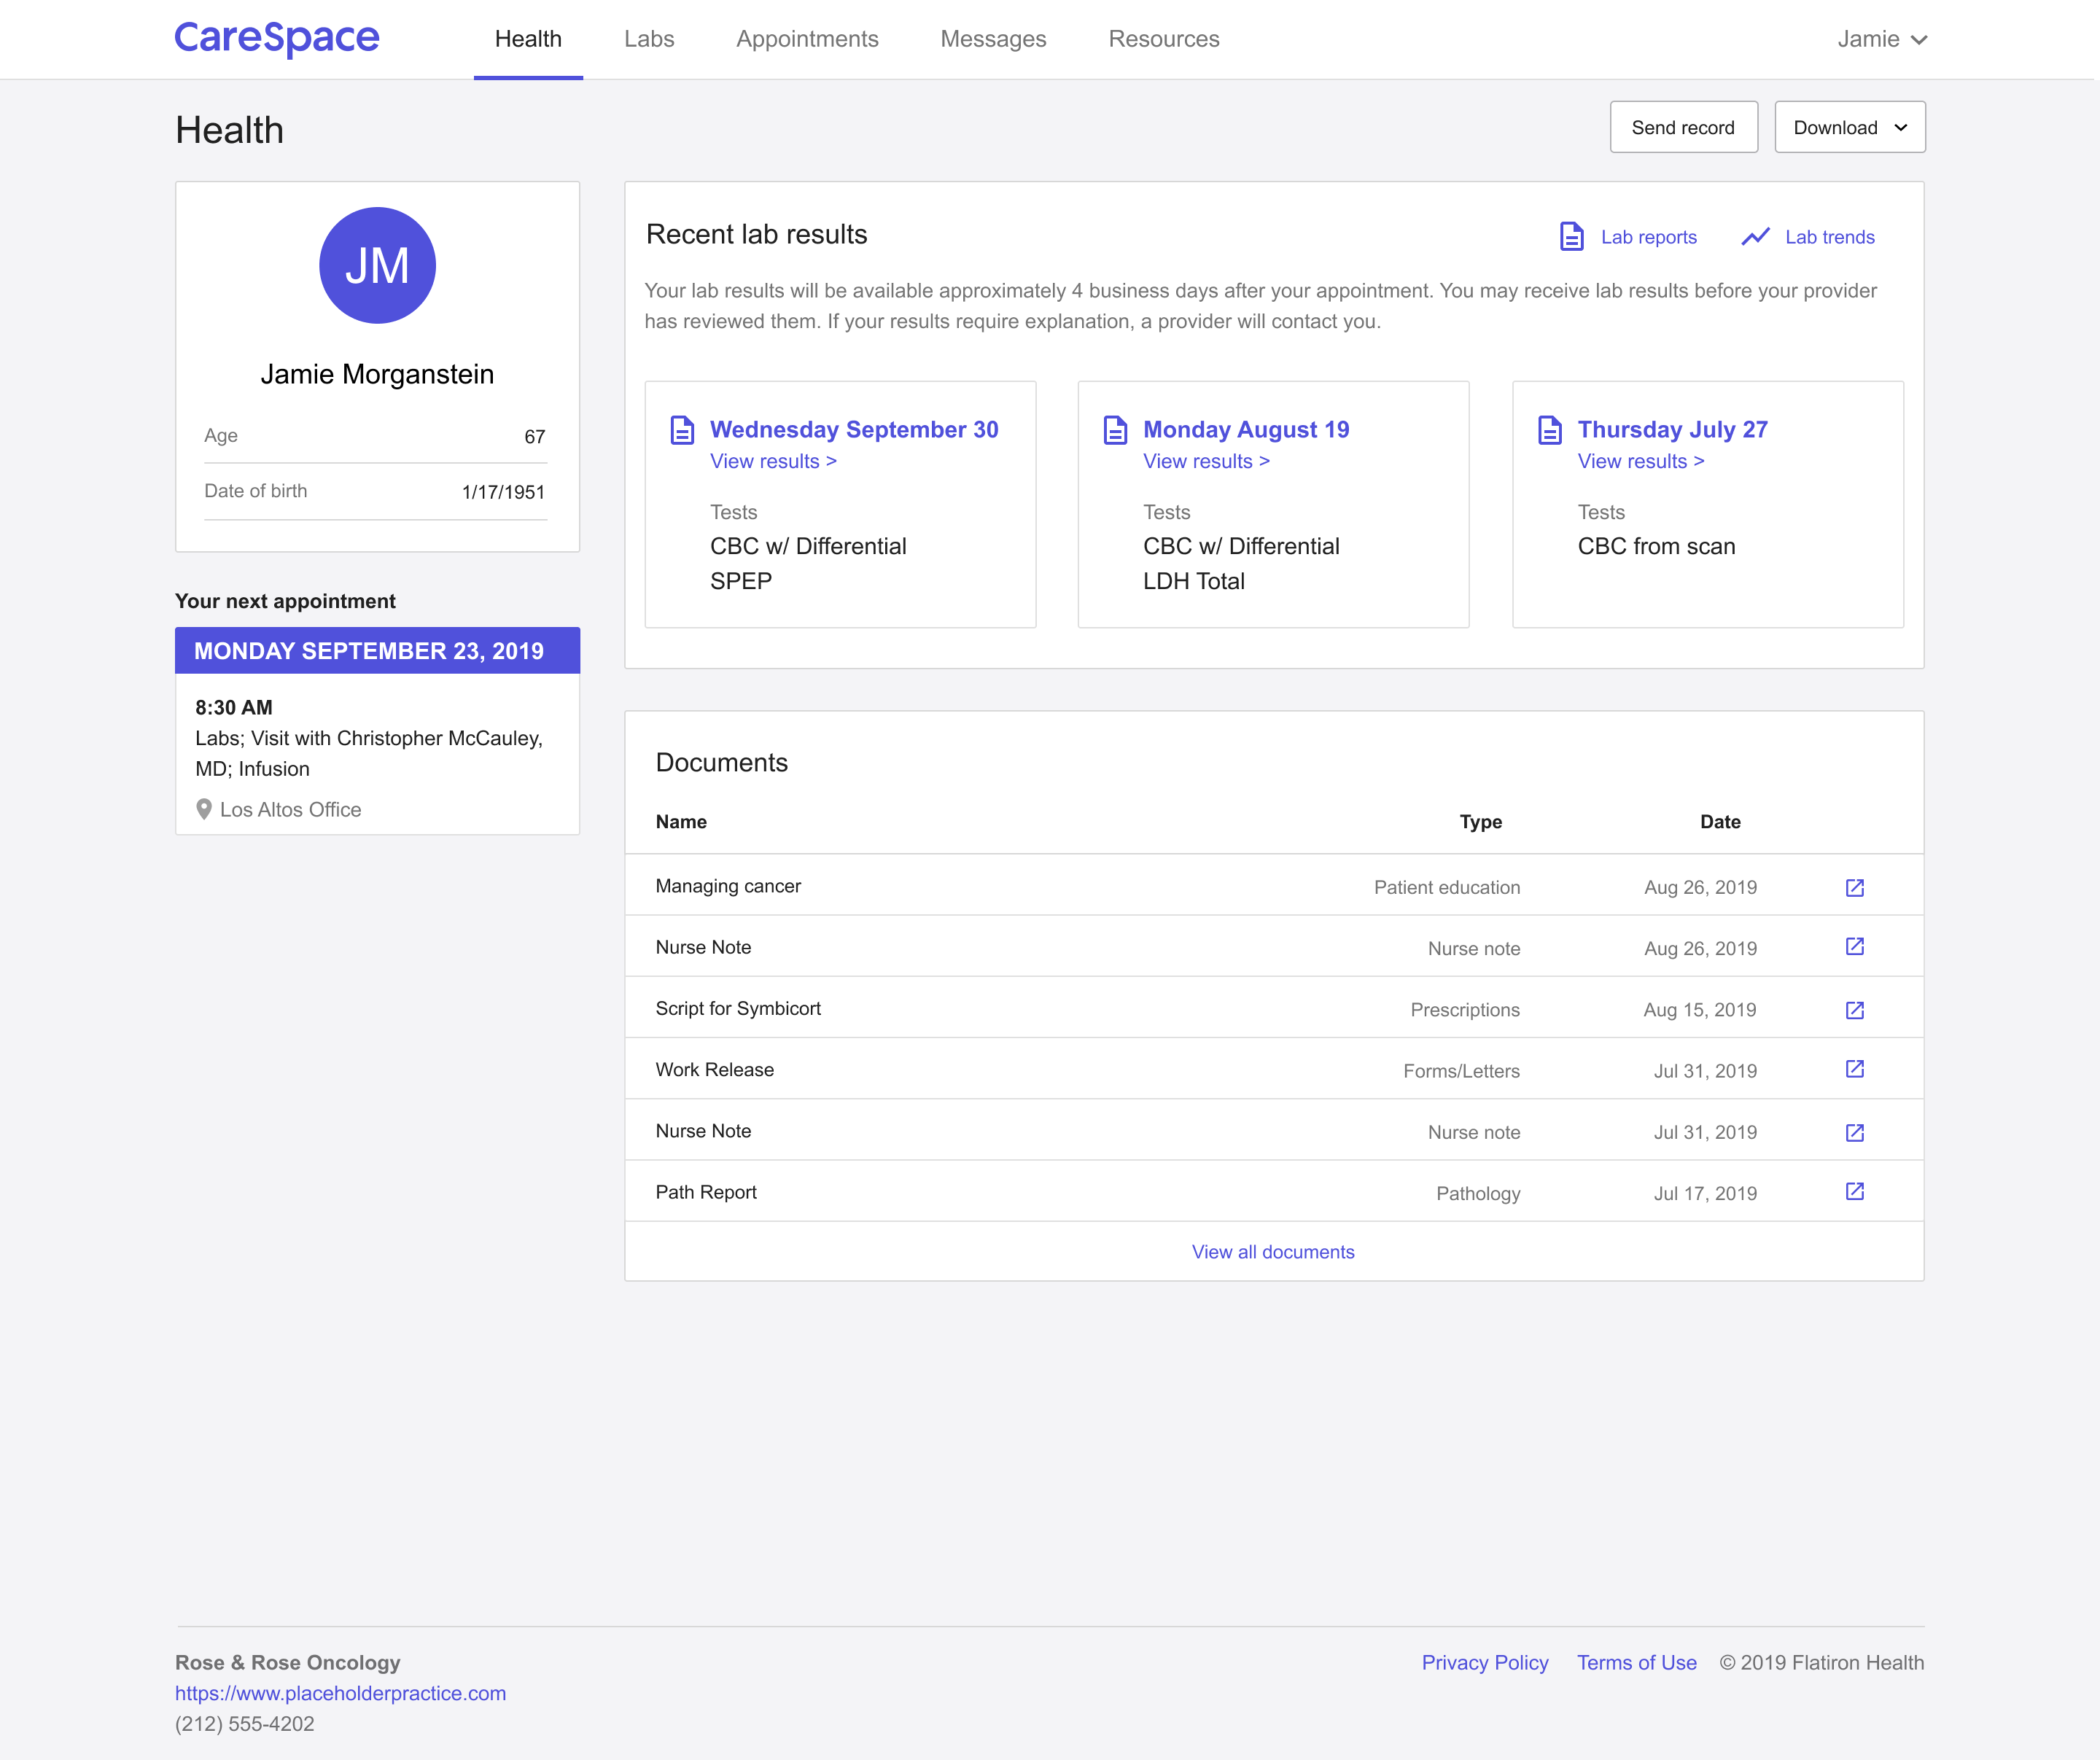 CareSpace
Health
Labs
Appointments
Messages
Resources
Jamie
Health
Send record
Download
JM
Jamie Morganstein
Age 67
Date of birth 1/17/1951
Your next appointment
MONDAY SEPTEMBER 23, 2019
8:30 AM
Labs; Visit with Christopher McCauley,
MD; Infusion
Los Altos Office
Recent lab results
Lab reports
Lab trends
Your lab results will be available approximately 4 business days after your appointment. You may receive lab results before your provider
has reviewed them. If your results require explanation, a provider will contact you.
Wednesday September 30
View results >
Tests
CBC w/ Differential
SPEP
Monday August 19
View results >
Tests
CBC w/ Differential
LDH Total
Thursday July 27
View results >
Tests
CBC from scan
Documents
Name Type Date
Managing cancer Patient education Aug 26, 2019
Nurse Note Nurse note Aug 26, 2019
Script for Symbicort Prescriptions Aug 15, 2019
Work Release Forms/Letters Jul 31, 2019
Nurse Note Nurse note Jul 31, 2019
Path Report Pathology Jul 17, 2019
View all documents
Rose & Rose Oncology
https://www.placeholderpractice.com
(212) 555-4202
Privacy Policy
Terms of Use
© 2019 Flatiron Health